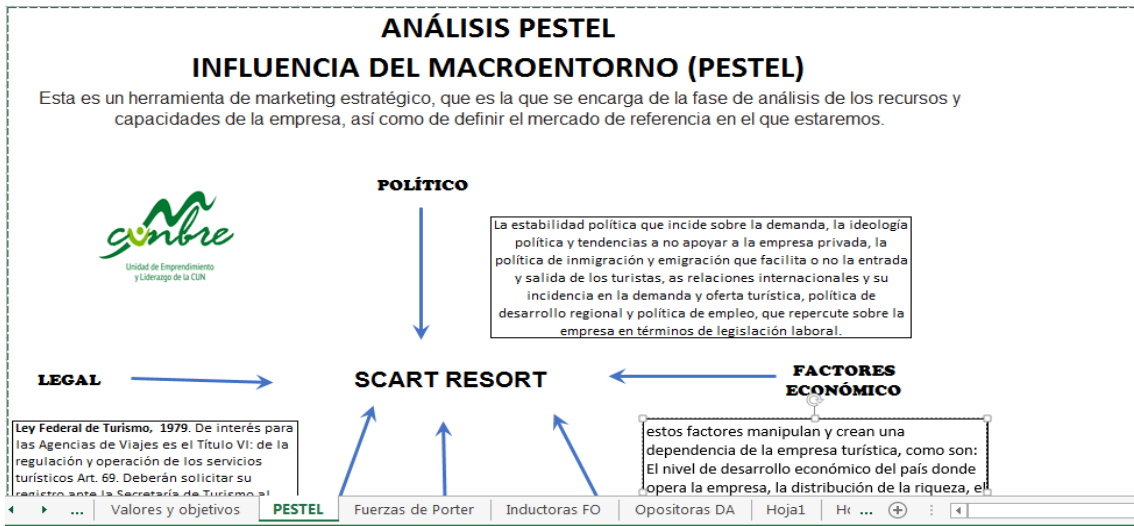 ANÁLISIS PESTEL
INFLUENCIA DEL MACROENTORNO (PESTEL)
Esta es un herramienta de marketing estratégico, que es la que se encarga de la fase de análisis de los recursos y
capacidades de la empresa, así como de definir el mercado de referencia en el que estaremos.
POLÍTICO
cunbre
Unidad de Emprendimiento
y Liderazgo de la CUN
La estabilidad política que incide sobre la demanda, la ideología
política y tendencias a no apoyar a la empresa privada, la
política de inmigración y emigración que facilita o no la entrada
y salida de los turistas, as relaciones internacionales y su
incidencia en la demanda y oferta turística, política de
desarrollo regional y política de empleo, que repercute sobre la
empresa en términos de legislación laboral.
LEGAL
SCART RESORT
FACTORES
ECONÓMICO
Ley Federal de Turismo, 1979. De interés para
las Agencias de Viajes es el Título VI: de la
regulación y operación de los servicios
turísticos Art. 69. Deberán solicitar su
registro ante la Secretaría de Turismo al
estos factores manipulan y crean una
dependencia de la empresa turística, como son:
El nivel de desarrollo económico del país donde
opera la empresa, la distribución de la riqueza, el
... Valores y objetivos PESTEL Fuerzas de Porter Inductoras FO Opositoras DA Hoja1 Ho ...